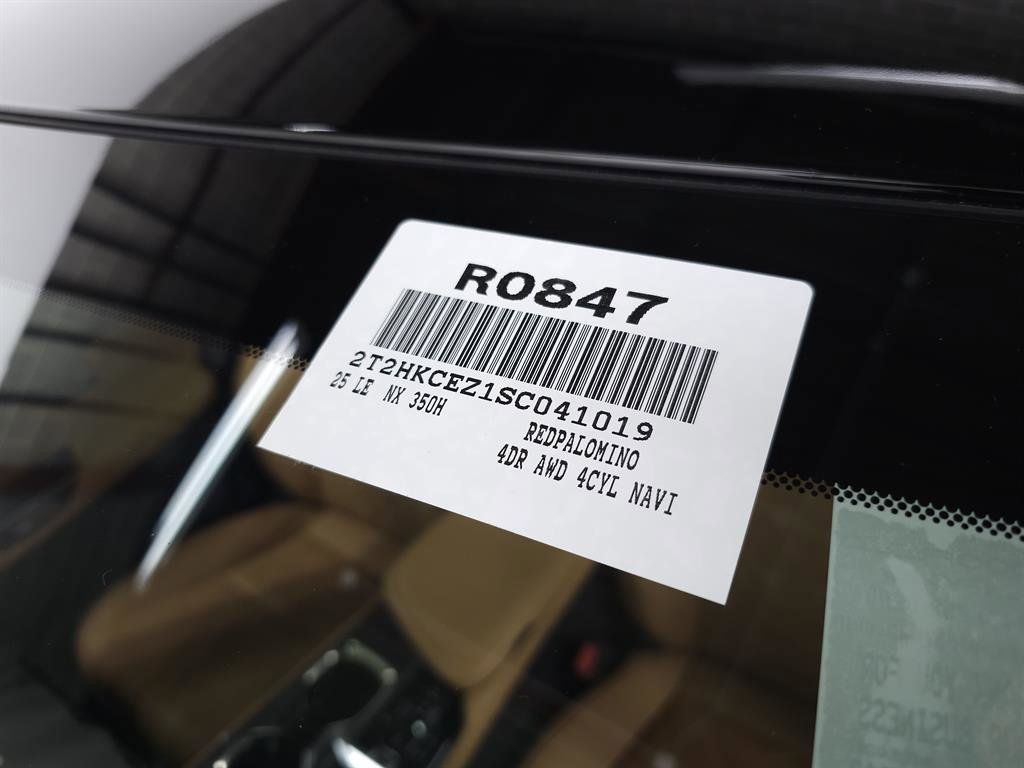 R0847
2T2HKCEZ1SC041019
25 LE NX 350H
REDPALOMINO
4DR AWD 4CYL NAVI